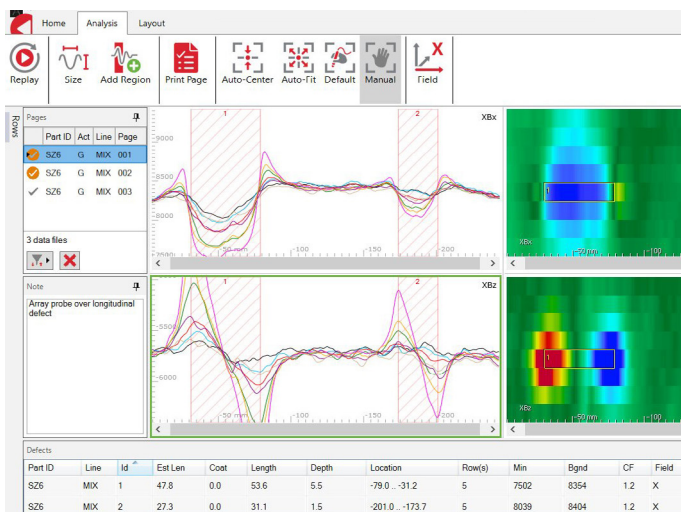 Home Analysis Layout
Replay Size Add Region Print Page Auto-Center Auto-Fit Default Manual Field
Rows
Pages
Part ID Act Line Page
SZ6 G MIX 001
SZ6 G MIX 002
SZ6 G MIX 003
3 data files
Note
Array probe over longitudinal
defect
1 2 XBx
9000
8500
8000
7500
-50 mm -100 -150 -200
1 2 XBz
-5500
-6000
-50 mm -100 -150 -200
1
XBx
-50 mm -100
1
XBz
-50 mm -100
Defects
Part ID Line Id Est Len Coat Length Depth Location Row(s) Min Bgnd CF Field
SZ6 MIX 1 47.8 0.0 53.6 5.5 -79.0 .. -31.2 5 7502 8354 1.2 X
SZ6 MIX 2 27.3 0.0 31.1 1.5 -201.0 .. -173.7 5 8039 8404 1.2 X